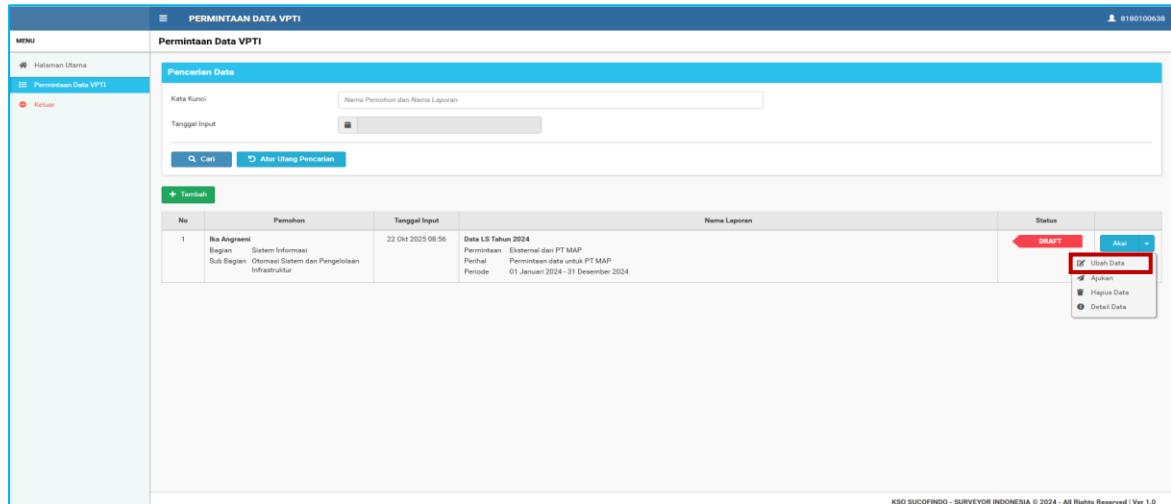 PERMINTAAN DATA VPTI
8180100638
MENU
Permintaan Data VPTI
Halaman Utama
Permintaan Data VPTI
Keluar
Pencarian Data
Kata Kunci
Nama Pemohon dan Nama Laporan
Tanggal Input
Cari
Atur Ulang Pencarian
+ Tambah
No Pemohon Tanggal Input Nama Laporan Status
1 Ika Angraeni 22 Okt 2025 08:56 Data LS Tahun 2024 DRAFT Aksi
Bagian Sistem Informasi Permintaan Eksternal dari PT MAP
Sub Bagian Otomasi Sistem dan Pengelolaan Perihal Permintaan data untuk PT MAP
Infrastruktur Periode 01 Januari 2024 - 31 Desember 2024
Ubah Data
Ajukan
Hapus Data
Detail Data
KSO SUCOFINDO - SURVEYOR INDONESIA © 2024 - All Rights Reserved | Ver 1.0